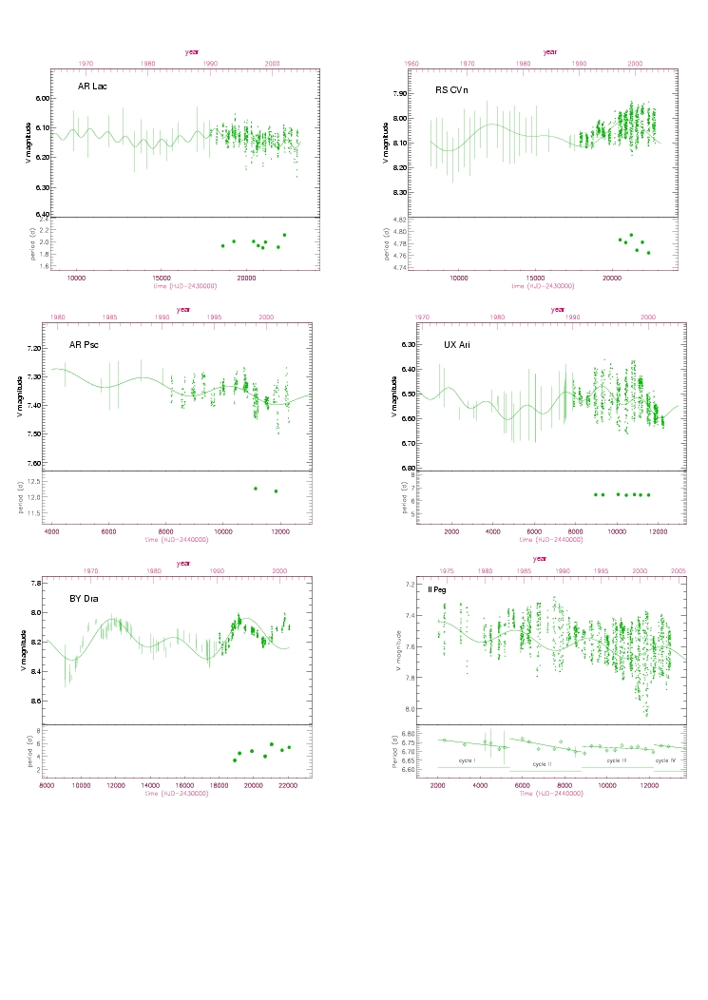 year
1970 1980 1990 2000
AR Lac
6.00
6.10
6.20
6.30
6.40
V magnitude
2.4
2.2
2.0
1.8
1.6
period (d)
10000 15000 20000
time (HJD-2430000)
year
1960 1970 1980 1990 2000
RS CVn
7.90
8.00
8.10
8.20
8.30
V magnitude
4.82
4.80
4.78
4.76
4.74
period (d)
10000 15000 20000
time (HJD-2430000)
year
1980 1985 1990 1995 2000
AR Psc
7.20
7.30
7.40
7.50
7.60
V magnitude
12.5
12.0
11.5
period (d)
4000 6000 8000 10000 12000
time (HJD-2440000)
year
1970 1980 1990 2000
UX Ari
6.30
6.40
6.50
6.60
6.70
6.80
V magnitude
8
7
6
5
period (d)
2000 4000 6000 8000 10000 12000
time (HJD-2440000)
year
1970 1980 1990 2000
BY Dra
7.8
8.0
8.2
8.4
8.6
V magnitude
8
6
4
2
period (d)
8000 10000 12000 14000 16000 18000 20000 22000
time (HJD-2430000)
year
1975 1980 1985 1990 1995 2000 2005
II Peg
7.2
7.4
7.6
7.8
8.0
V magnitude
6.80
6.75
6.70
6.65
6.60
Period (d)
cycle I cycle II cycle III cycle IV
2000 4000 6000 8000 10000 12000
Time (HJD-2440000)